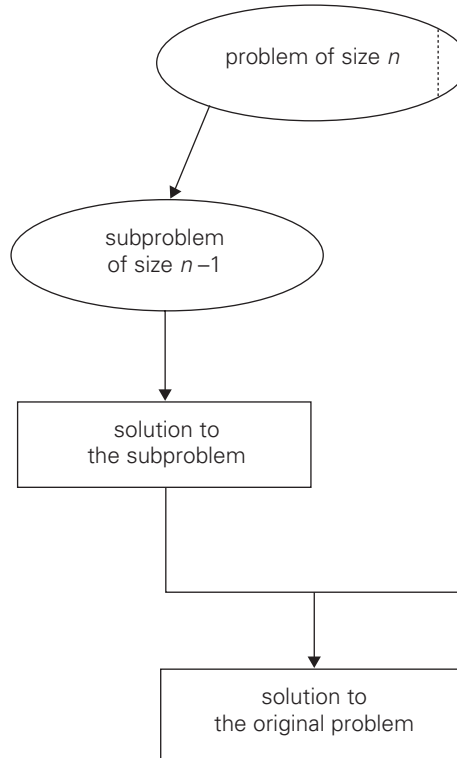 problem of size n
subproblem
of size n–1
solution to
the subproblem
solution to
the original problem